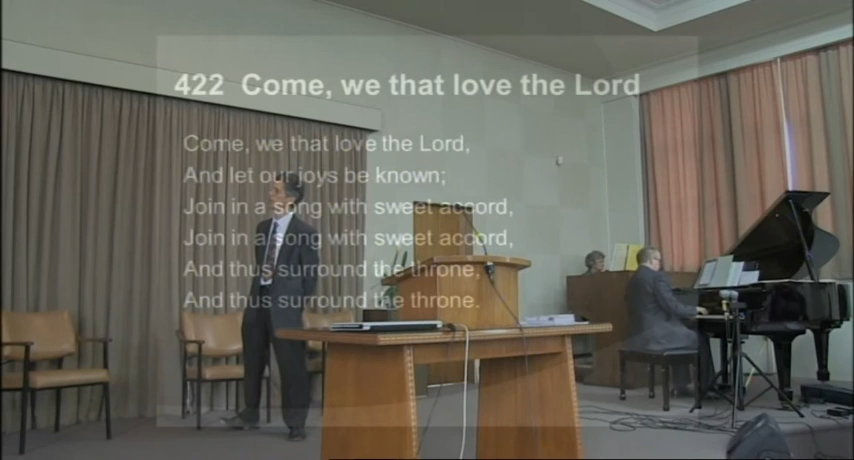 422 Come, we that love the Lord
Come, we that love the Lord,
And let our joys be known;
Join in a song with sweet accord,
Join in a song with sweet accord,
And thus surround the throne.
And thus surround the throne.